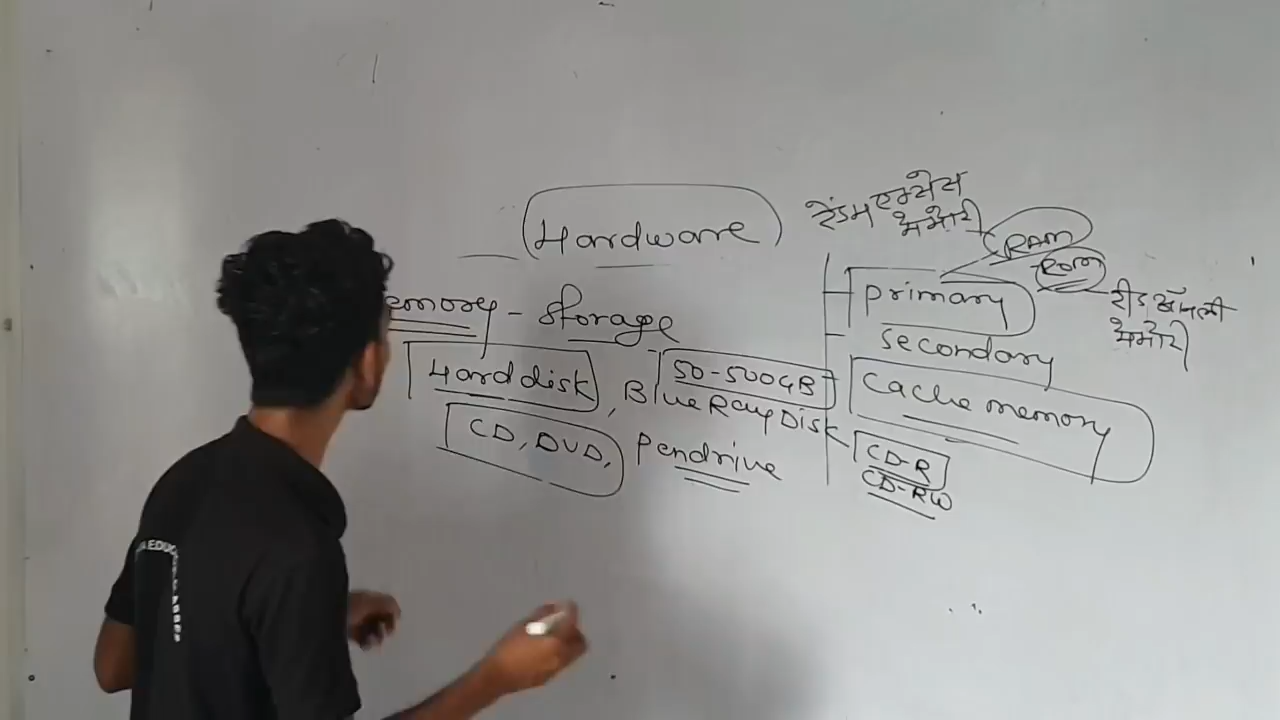 Hardware
रेंडम एक्सेस
मेमोरी
RAM
ROM
रीड ऑनली
मेमोरी
emory - Storage
primary
secondary
Hard disk
50-500GB
, Blue Ray Disk
Cache memory
CD, DVD,
Pendrive
CD-R
CD-RW